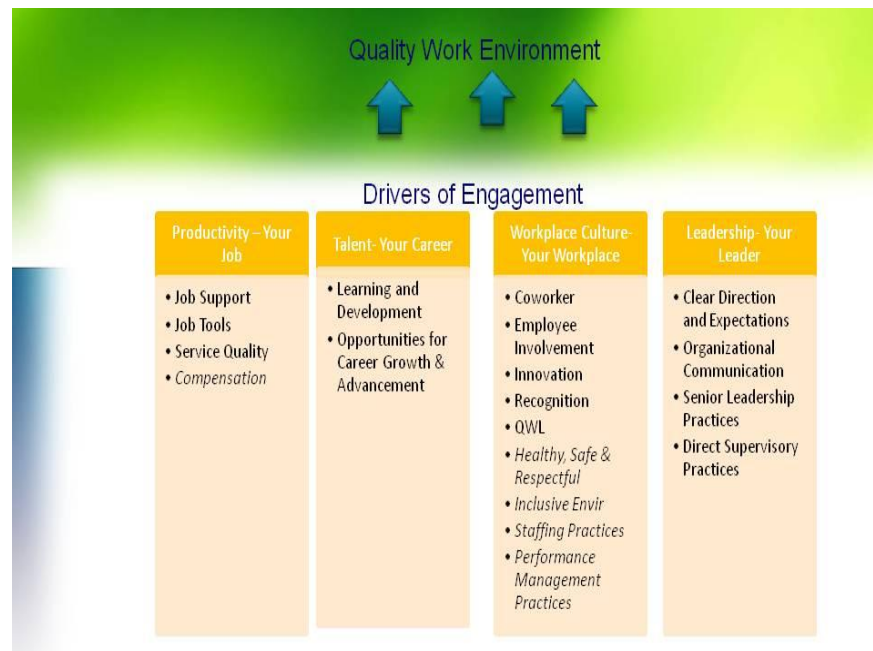 Quality Work Environment
Drivers of Engagement
Productivity – Your
Job
• Job Support
• Job Tools
• Service Quality
• Compensation
Talent- Your Career
• Learning and
Development
• Opportunities for
Career Growth &
Advancement
Workplace Culture-
Your Workplace
• Coworker
• Employee
Involvement
• Innovation
• Recognition
• QWL
• Healthy, Safe &
Respectful
• Inclusive Envir
• Staffing Practices
• Performance
Management
Practices
Leadership- Your
Leader
• Clear Direction
and Expectations
• Organizational
Communication
• Senior Leadership
Practices
• Direct Supervisory
Practices